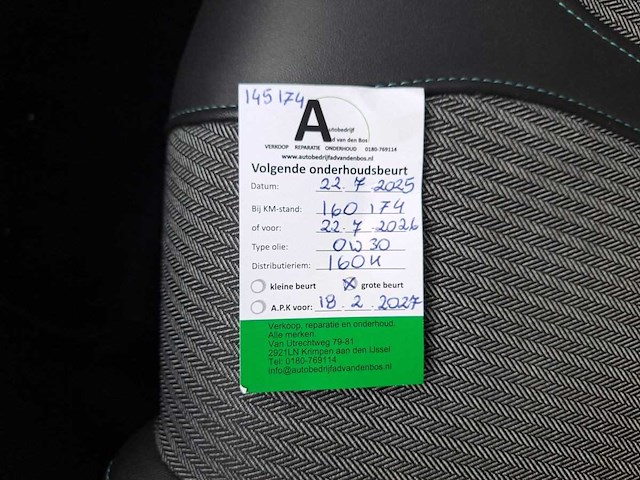 145174
A
utobedrijf
d van den Bos
VERKOOP REPARATIE ONDERHOUD 0180-769114
www.autobedrijfadvandenbos.nl
Volgende onderhoudsbeurt
Datum: 22.7 2025
Bij KM-stand: 160174
of voor: 22.7.2026
Type olie: 0W30
Distributieriem: 160K
kleine beurt grote beurt
A.P.K voor: 18.2.2027
Verkoop, reparatie en onderhoud.
Alle merken.
Van Utrechtweg 79-81
2921LN Krimpen aan den IJssel
Tel: 0180-769114
info@autobedrijfadvandenbos.nl